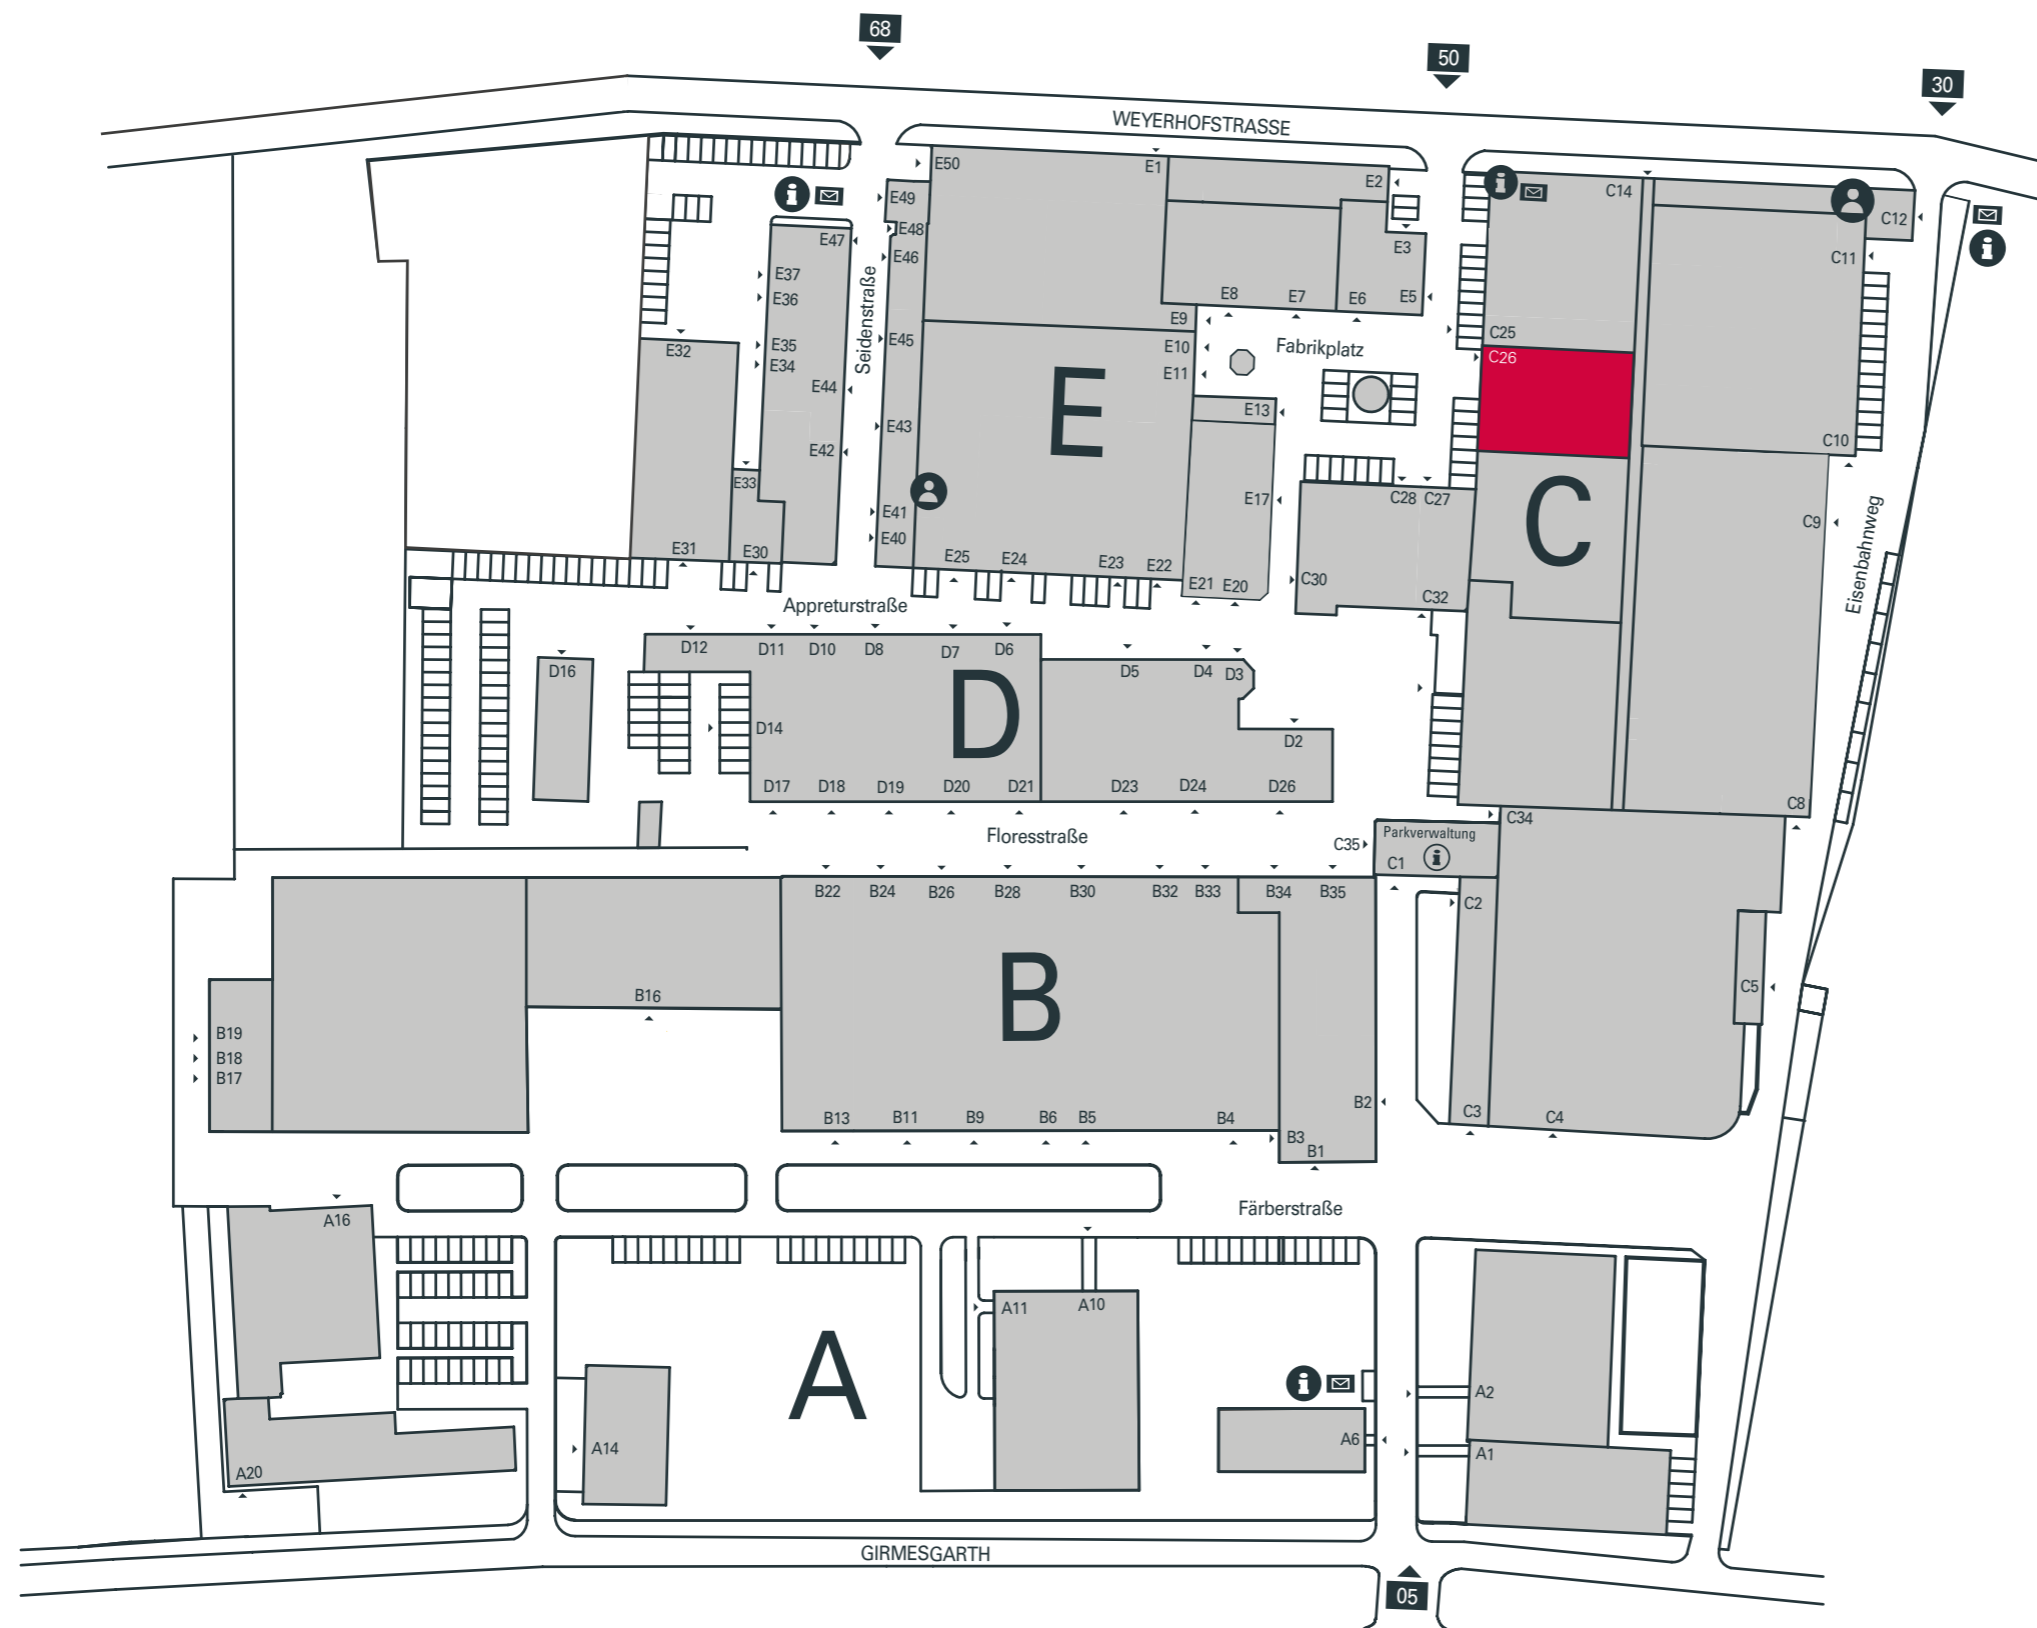 68
50
30
WEYERHOFSTRASSE
E50
E1
E2
C14
C12
E49
E48
E47
E46
E3
C11
E37
E36
E8
E7
E6
E5
E9
C25
Seidenstraße
E45
E10
Fabrikplatz
E35
E32
E34
E11
C26
E44
E
E13
E43
E42
C10
E33
E17
C28
C27
C
C9
E41
E40
E31
E30
E25
E24
E23
E22
E21
E20
C30
C32
Eisenbahnweg
Appreturstraße
D12
D11
D10
D8
D7
D6
D16
D5
D4
D3
D
D14
D2
D17
D18
D19
D20
D21
D23
D24
D26
C8
Floresstraße
C34
Parkverwaltung
C35
C1
B22
B24
B26
B28
B30
B32
B33
B34
B35
C2
B
B16
C5
B19
B18
B17
B13
B11
B9
B6
B5
B4
B2
C3
C4
B3
B1
Färberstraße
A16
A11
A10
A
A2
A14
A6
A1
A20
GIRMESGARTH
05